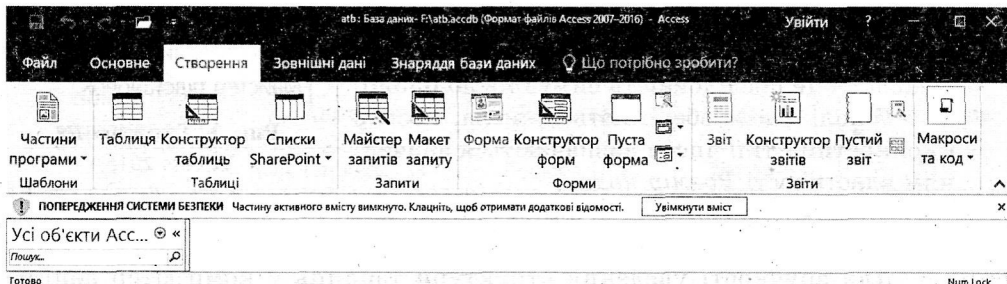 atb : База даних- F:\atb.accdb (Формат файлів Access 2007–2016) - Access Увійти ?
Файл Основне Створення Зовнішні дані Знаряддя бази даних Що потрібно зробити?
Частини програми Таблиця Конструктор таблиць Списки SharePoint Майстер запитів Макет запиту Форма Конструктор форм Пуста форма Звіт Конструктор звітів Пустий звіт Макроси та код
Шаблони Таблиці Запити Форми Звіти
ПОПЕРЕДЖЕННЯ СИСТЕМИ БЕЗПЕКИ Частину активного вмісту вимкнуто. Клацніть, щоб отримати додаткові відомості. Увімкнути вміст
Усі об'єкти Acc... «
Пошук...
Готово Num Lock